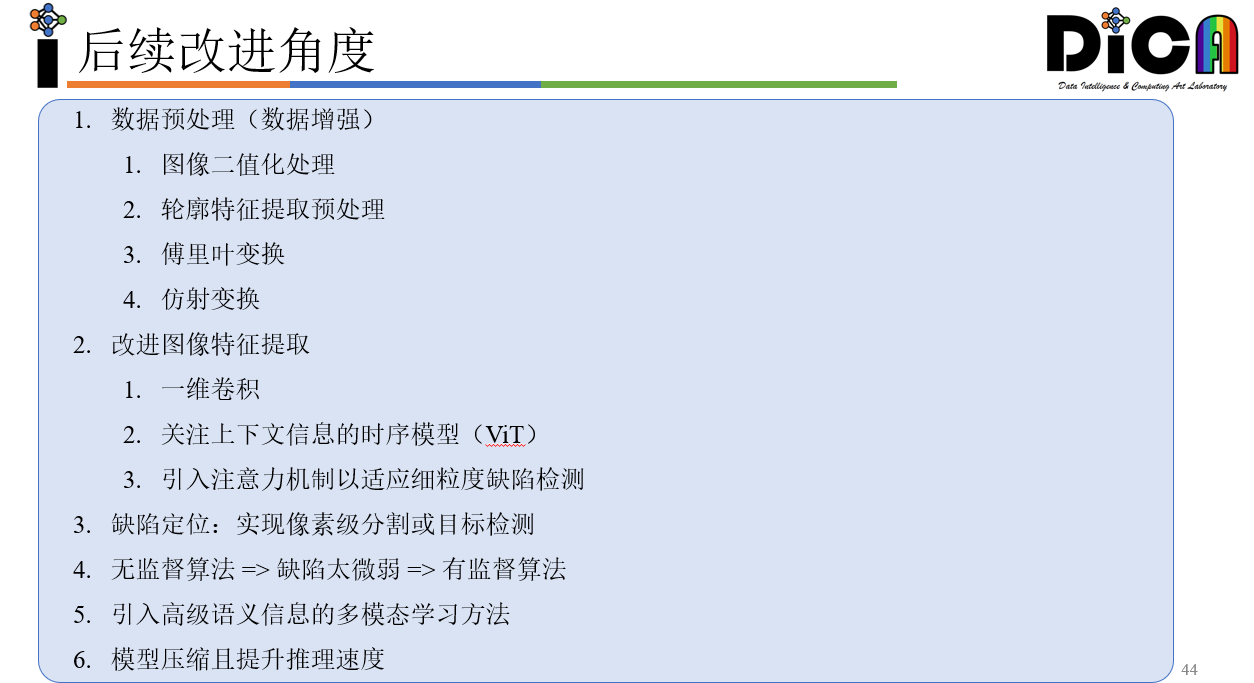 后续改进角度
DiCA
Data Intelligence & Computing Art Laboratory
1. 数据预处理（数据增强）
1. 图像二值化处理
2. 轮廓特征提取预处理
3. 傅里叶变换
4. 仿射变换
2. 改进图像特征提取
1. 一维卷积
2. 关注上下文信息的时序模型（ViT）
3. 引入注意力机制以适应细粒度缺陷检测
3. 缺陷定位：实现像素级分割或目标检测
4. 无监督算法 => 缺陷太微弱 => 有监督算法
5. 引入高级语义信息的多模态学习方法
6. 模型压缩且提升推理速度
44